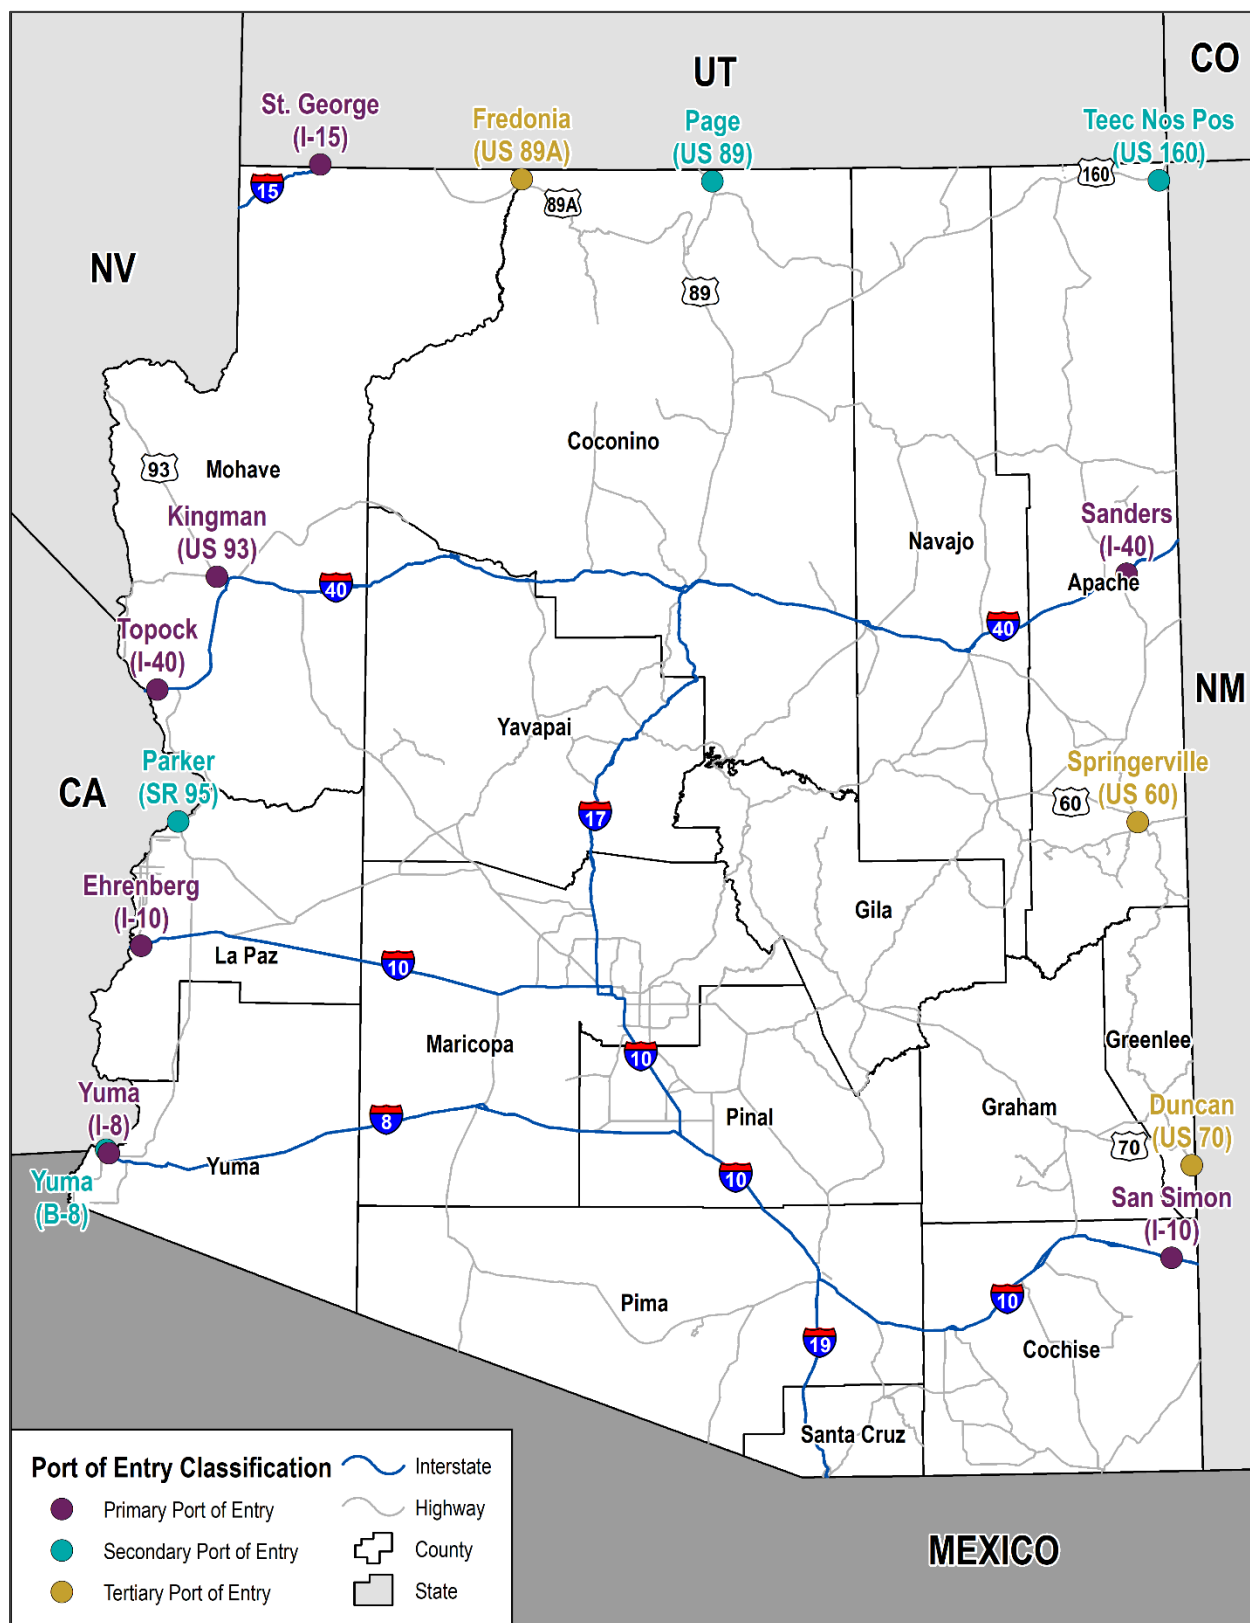 UT
CO
St. George
(I-15)
Fredonia
(US 89A)
Page
(US 89)
Teec Nos Pos
(US 160)
15
89A
160
NV
89
Coconino
93
Mohave
Kingman
(US 93)
Sanders
(I-40)
Navajo
Apache
40
40
Topock
(I-40)
NM
Yavapai
Parker
(SR 95)
CA
Springerville
(US 60)
60
17
Ehrenberg
(I-10)
Gila
La Paz
10
Maricopa
10
Greenlee
Yuma
(I-8)
8
Pinal
Graham
Duncan
(US 70)
70
Yuma
Yuma
(B-8)
10
San Simon
(I-10)
Pima
10
19
Cochise
Santa Cruz
Port of Entry Classification
Primary Port of Entry
Secondary Port of Entry
Tertiary Port of Entry
Interstate
Highway
County
State
MEXICO